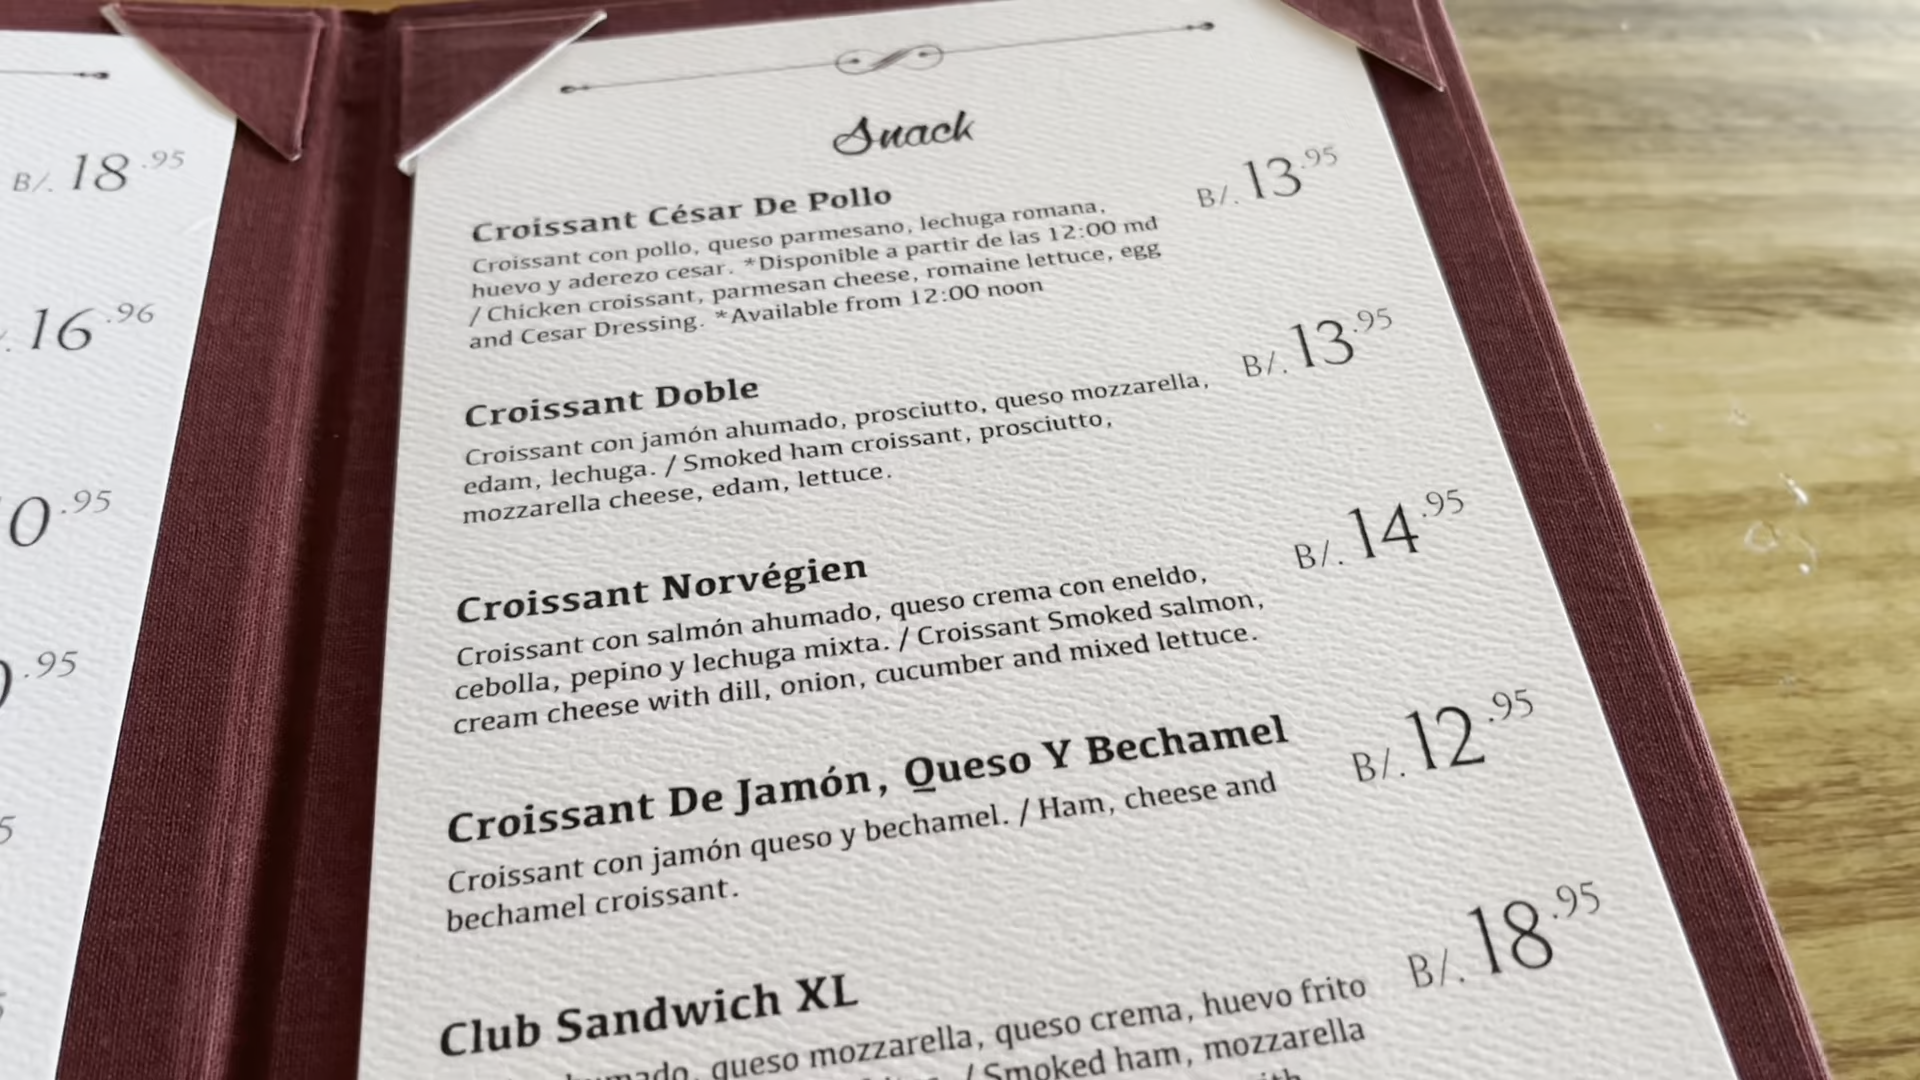 B/. 18.95
16.96
0.95
.95
5
Snack
Croissant César De Pollo
B/. 13.95
Croissant con pollo, queso parmesano, lechuga romana,
huevo y aderezo cesar. *Disponible a partir de las 12:00 md
/ Chicken croissant, parmesan cheese, romaine lettuce, egg
and Cesar Dressing. *Available from 12:00 noon
Croissant Doble
B/. 13.95
Croissant con jamón ahumado, prosciutto, queso mozzarella,
edam, lechuga. / Smoked ham croissant, prosciutto,
mozzarella cheese, edam, lettuce.
Croissant Norvégien
B/. 14.95
Croissant con salmón ahumado, queso crema con eneldo,
cebolla, pepino y lechuga mixta. / Croissant Smoked salmon,
cream cheese with dill, onion, cucumber and mixed lettuce.
Croissant De Jamón, Queso Y Bechamel
B/. 12.95
Croissant con jamón queso y bechamel. / Ham, cheese and
bechamel croissant.
Club Sandwich XL
B/. 18.95
queso mozzarella, queso crema, huevo frito
/ Smoked ham, mozzarella